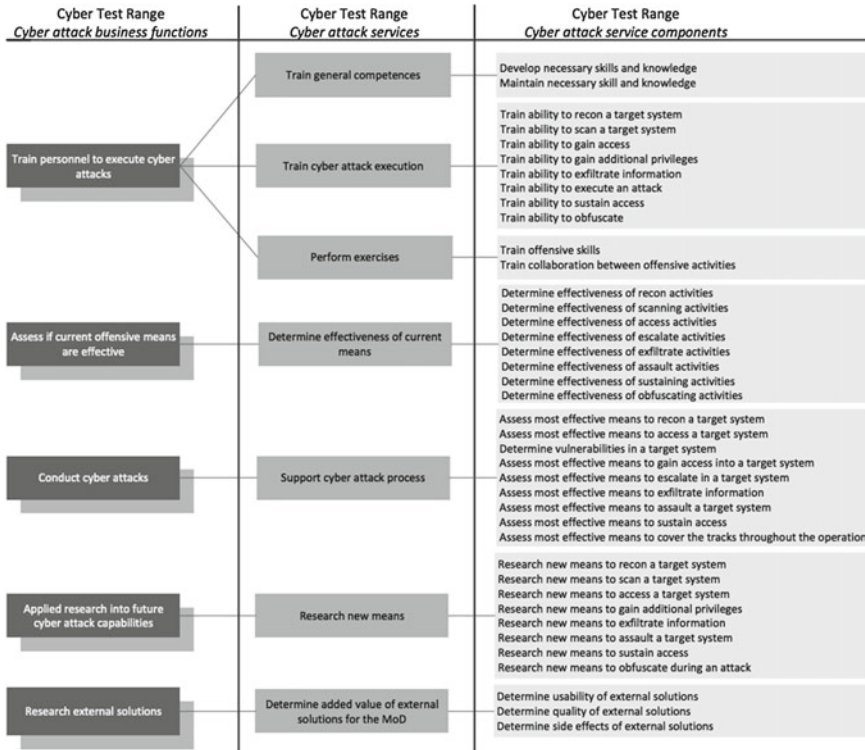 Cyber Test Range
Cyber attack business functions
Cyber Test Range
Cyber attack services
Cyber Test Range
Cyber attack service components
Train personnel to execute cyber
attacks
Train general competences
Develop necessary skills and knowledge
Maintain necessary skill and knowledge
Train cyber attack execution
Train ability to recon a target system
Train ability to scan a target system
Train ability to gain access
Train ability to gain additional privileges
Train ability to exfiltrate information
Train ability to execute an attack
Train ability to sustain access
Train ability to obfuscate
Perform exercises
Train offensive skills
Train collaboration between offensive activities
Assess if current offensive means
are effective
Determine effectiveness of current
means
Determine effectiveness of recon activities
Determine effectiveness of scanning activities
Determine effectiveness of access activities
Determine effectiveness of escalate activities
Determine effectiveness of exfiltrate activities
Determine effectiveness of assault activities
Determine effectiveness of sustaining activities
Determine effectiveness of obfuscating activities
Conduct cyber attacks
Support cyber attack process
Assess most effective means to recon a target system
Assess most effective means to access a target system
Determine vulnerabilities in a target system
Assess most effective means to gain access into a target system
Assess most effective means to escalate in a target system
Assess most effective means to exfiltrate information
Assess most effective means to assault a target system
Assess most effective means to sustain access
Assess most effective means to cover the tracks throughout the operation
Applied research into future
cyber attack capabilities
Research new means
Research new means to recon a target system
Research new means to scan a target system
Research new means to access a target system
Research new means to gain additional privileges
Research new means to exfiltrate information
Research new means to assault a target system
Research new means to sustain access
Research new means to obfuscate during an attack
Research external solutions
Determine added value of external
solutions for the MoD
Determine usability of external solutions
Determine quality of external solutions
Determine side effects of external solutions